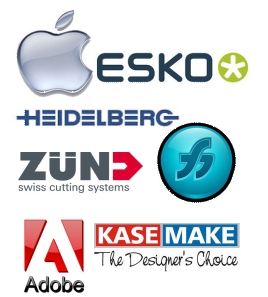 ESKO
HEIDELBERG
ZÜND
swiss cutting systems
Adobe
KASEMAKE
The Designer's Choice